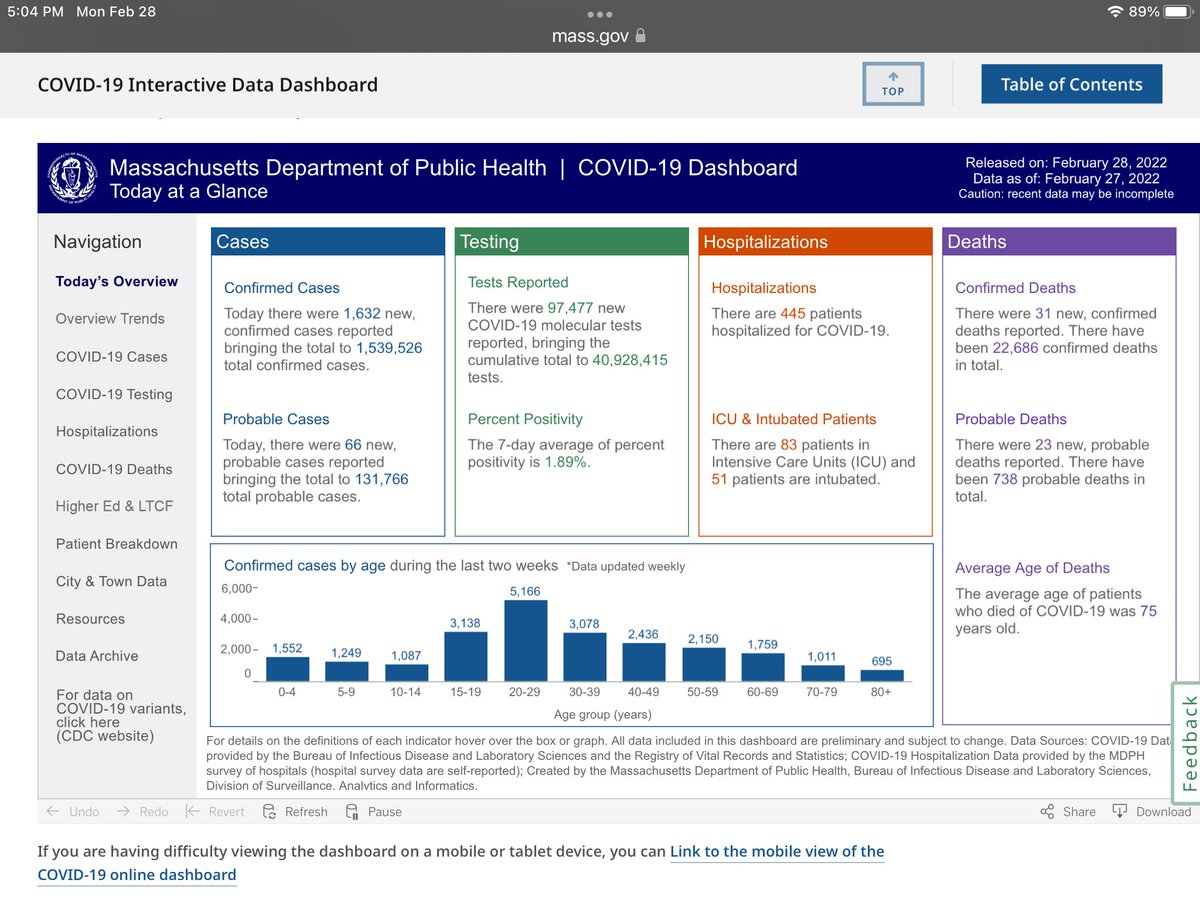 5:04 PM Mon Feb 28
89%
mass.gov
COVID-19 Interactive Data Dashboard
TOP
Table of Contents
Massachusetts Department of Public Health | COVID-19 Dashboard
Today at a Glance
Released on: February 28, 2022
Data as of: February 27, 2022
Caution: recent data may be incomplete
Navigation
Today's Overview
Overview Trends
COVID-19 Cases
COVID-19 Testing
Hospitalizations
COVID-19 Deaths
Higher Ed & LTCF
Patient Breakdown
City & Town Data
Resources
Data Archive
For data on
COVID-19 variants,
click here
(CDC website)
Cases
Confirmed Cases
Today there were 1,632 new,
confirmed cases reported
bringing the total to 1,539,526
total confirmed cases.
Probable Cases
Today, there were 66 new,
probable cases reported
bringing the total to 131,766
total probable cases.
Testing
Tests Reported
There were 97,477 new
COVID-19 molecular tests
reported, bringing the
cumulative total to 40,928,415
tests.
Percent Positivity
The 7-day average of percent
positivity is 1.89%.
Hospitalizations
Hospitalizations
There are 445 patients
hospitalized for COVID-19.
ICU & Intubated Patients
There are 83 patients in
Intensive Care Units (ICU) and
51 patients are intubated.
Deaths
Confirmed Deaths
There were 31 new, confirmed
deaths reported. There have
been 22,686 confirmed deaths
in total.
Probable Deaths
There were 23 new, probable
deaths reported. There have
been 738 probable deaths in
total.
Average Age of Deaths
The average age of patients
who died of COVID-19 was 75
years old.
Confirmed cases by age during the last two weeks *Data updated weekly
6,000
4,000
2,000
0
1,552
1,249
1,087
3,138
5,166
3,078
2,436
2,150
1,759
1,011
695
0-4 5-9 10-14 15-19 20-29 30-39 40-49 50-59 60-69 70-79 80+
Age group (years)
For details on the definitions of each indicator hover over the box or graph. All data included in this dashboard are preliminary and subject to change. Data Sources: COVID-19 Dat
provided by the Bureau of Infectious Disease and Laboratory Sciences and the Registry of Vital Records and Statistics; COVID-19 Hospitalization Data provided by the MDPH
survey of hospitals (hospital survey data are self-reported); Created by the Massachusetts Department of Public Health, Bureau of Infectious Disease and Laboratory Sciences,
Division of Surveillance. Analytics and Informatics.
Feedback
Undo Redo Revert Refresh Pause Share Download
If you are having difficulty viewing the dashboard on a mobile or tablet device, you can Link to the mobile view of the
COVID-19 online dashboard